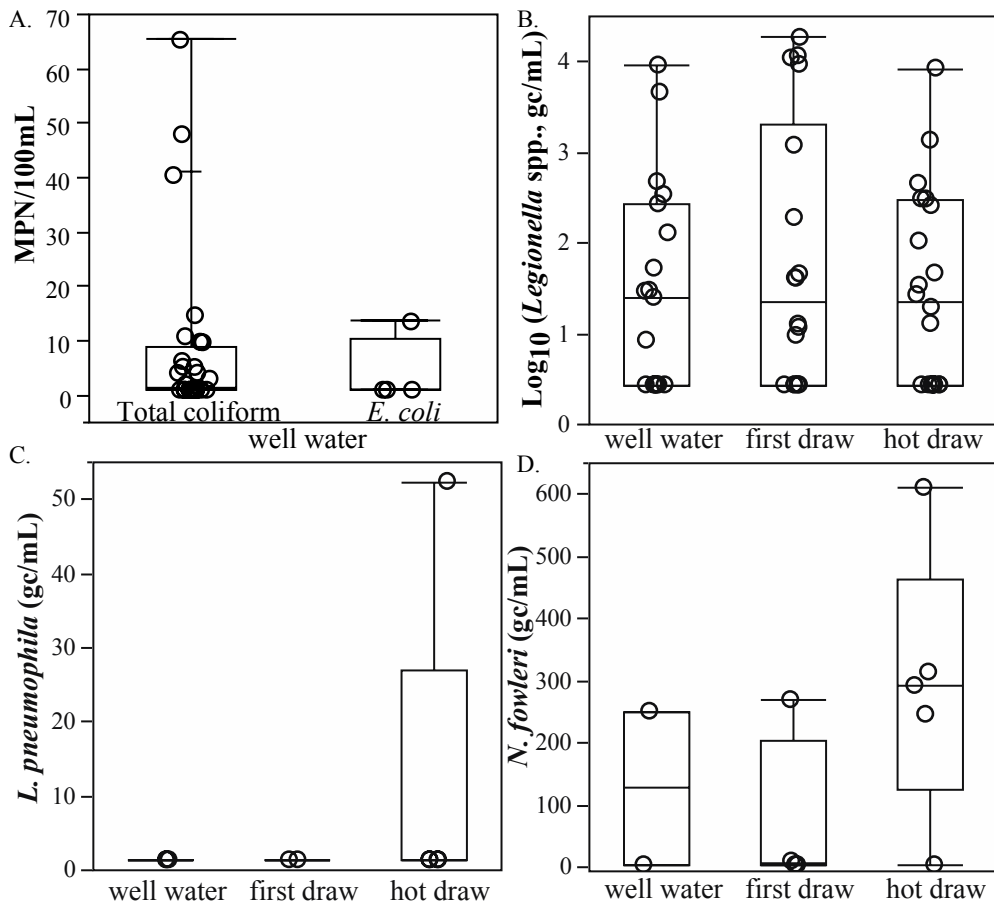 A.
MPN/100mL
70
60
50
40
30
20
10
0
Total coliform E. coli
well water
B.
Log10 (Legionella spp., gc/mL)
4
3
2
1
0
well water first draw hot draw
C.
L. pneumophila (gc/mL)
50
40
30
20
10
0
well water first draw hot draw
D.
N. fowleri (gc/mL)
600
500
400
300
200
100
0
well water first draw hot draw